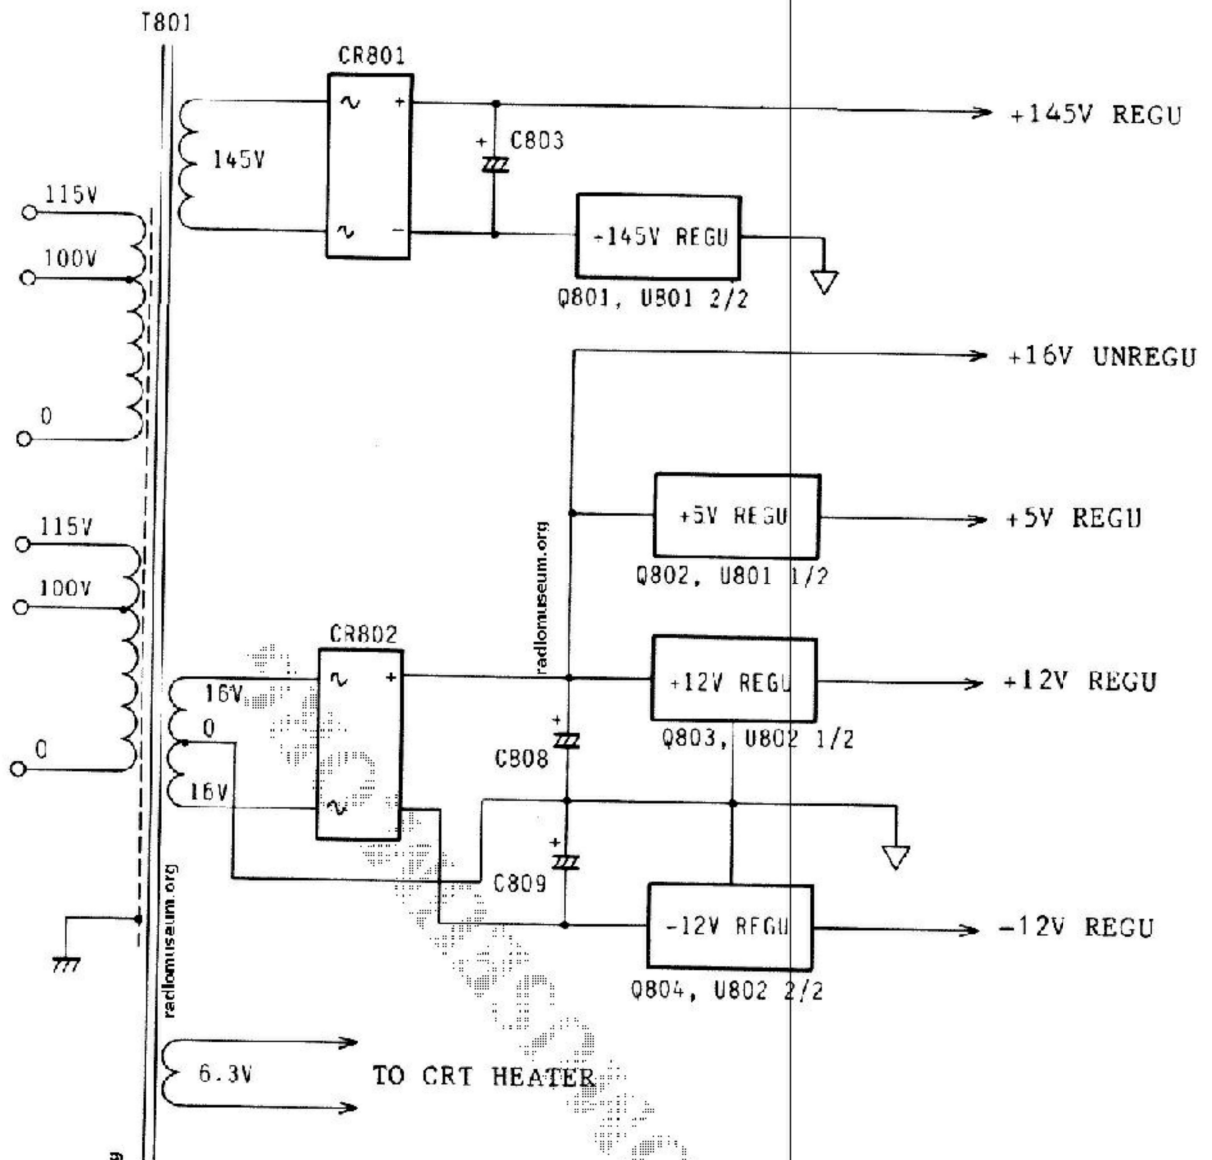 T801
CR801
~ +
+145V REGU
+ C803
145V
115V
~ -
+145V REGU
100V
Q801, U801 2/2
+16V UNREGU
0
+5V REGU
+5V REGU
115V
radiomuseum.org
Q802, U801 1/2
100V
CR802
~ +
+12V REGU
+12V REGU
16V
0
+
C808
Q803, U802 1/2
0
16V
~
+
C809
radiomuseum.org
-12V REGU
-12V REGU
Q804, U802 2/2
6.3V
TO CRT HEATER